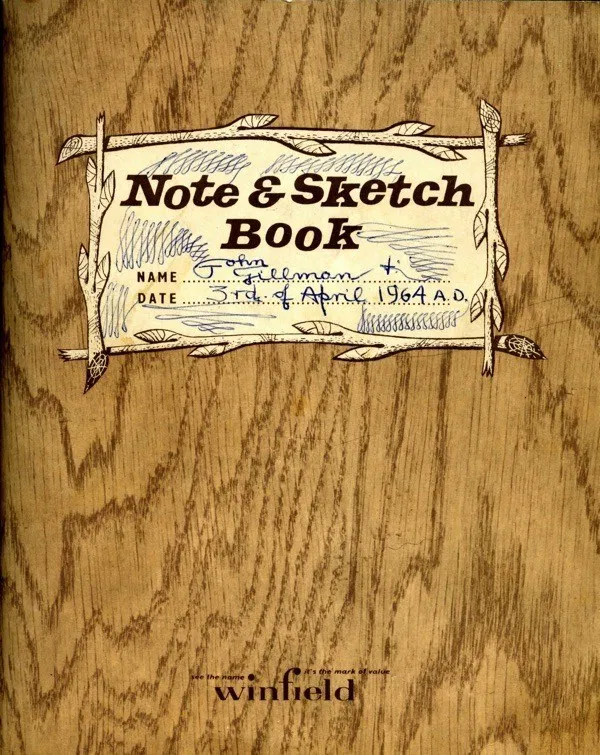 Note & Sketch
Book
John
NAME Gillman
DATE 3rd of April 1964 A.D.
see the name it's the mark of value
winfield